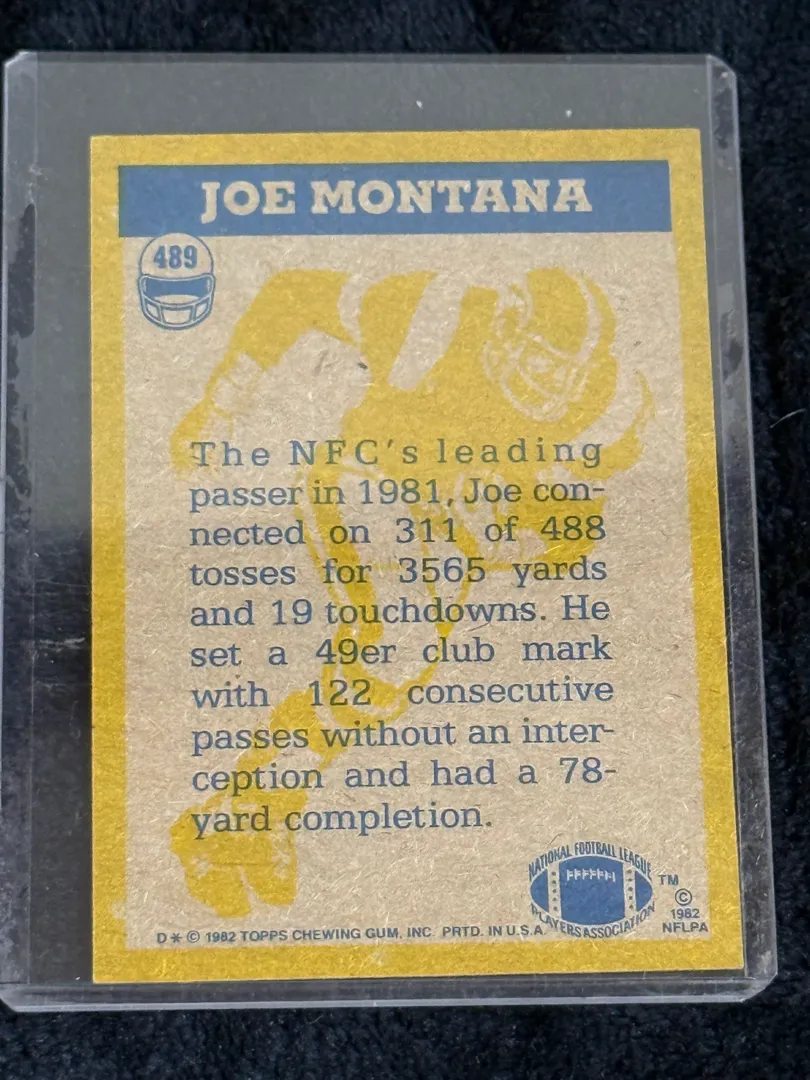 JOE MONTANA
489
The NFC's leading
passer in 1981, Joe con-
nected on 311 of 488
tosses for 3565 yards
and 19 touchdowns. He
set a 49er club mark
with 122 consecutive
passes without an inter-
ception and had a 78-
yard completion.
NATIONAL FOOTBALL LEAGUE
PLAYERS ASSOCIATION
TM
©
1982
NFLPA
D * © 1982 TOPPS CHEWING GUM, INC. PRTD. IN U.S.A.